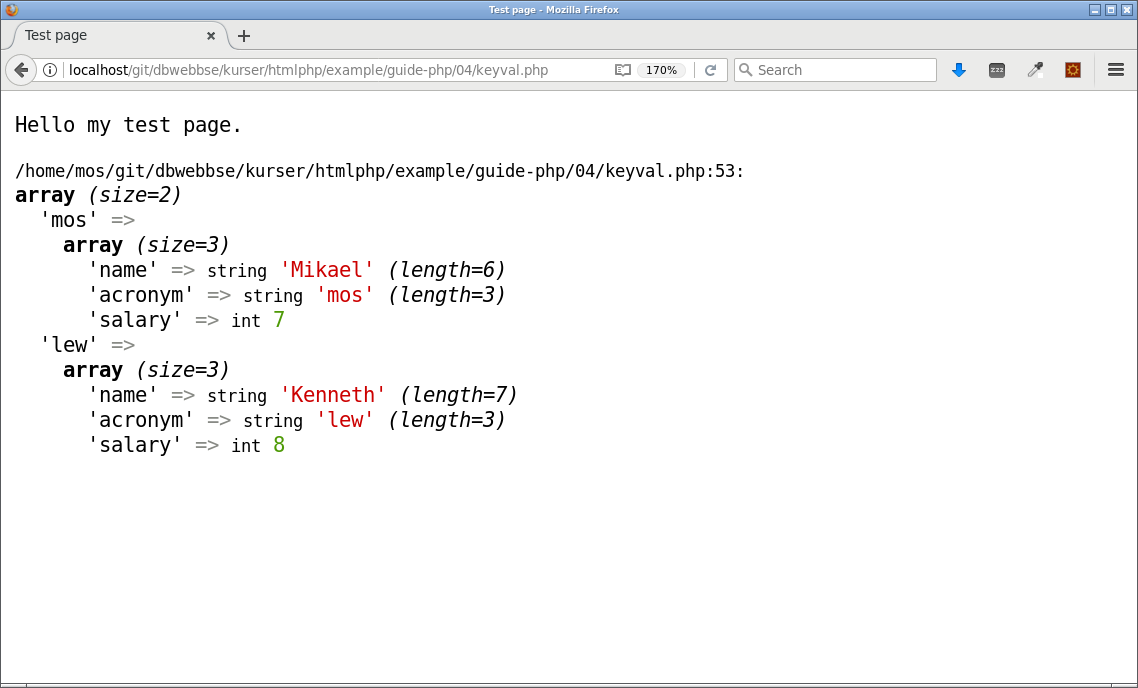 Test page - Mozilla Firefox
Test page
localhost/git/dbwebbse/kurser/htmlphp/example/guide-php/04/keyval.php 170% Search zzz
Hello my test page.
/home/mos/git/dbwebbse/kurser/htmlphp/example/guide-php/04/keyval.php:53:
array (size=2)
'mos' =>
array (size=3)
'name' => string 'Mikael' (length=6)
'acronym' => string 'mos' (length=3)
'salary' => int 7
'lew' =>
array (size=3)
'name' => string 'Kenneth' (length=7)
'acronym' => string 'lew' (length=3)
'salary' => int 8